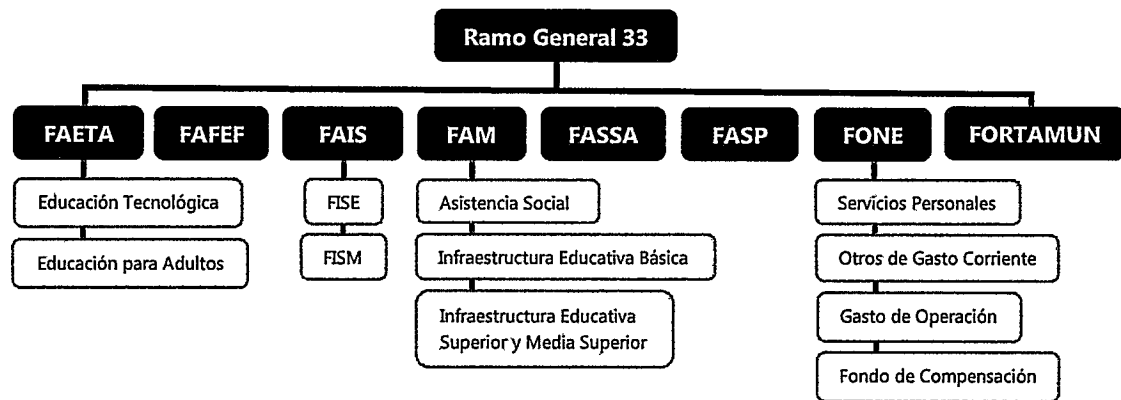 Ramo General 33
FAETA
FAFEF
FAIS
FAM
FASSA
FASP
FONE
FORTAMUN
Educación Tecnológica
Educación para Adultos
FISE
FISM
Asistencia Social
Infraestructura Educativa Básica
Infraestructura Educativa
Superior y Media Superior
Servicios Personales
Otros de Gasto Corriente
Gasto de Operación
Fondo de Compensación